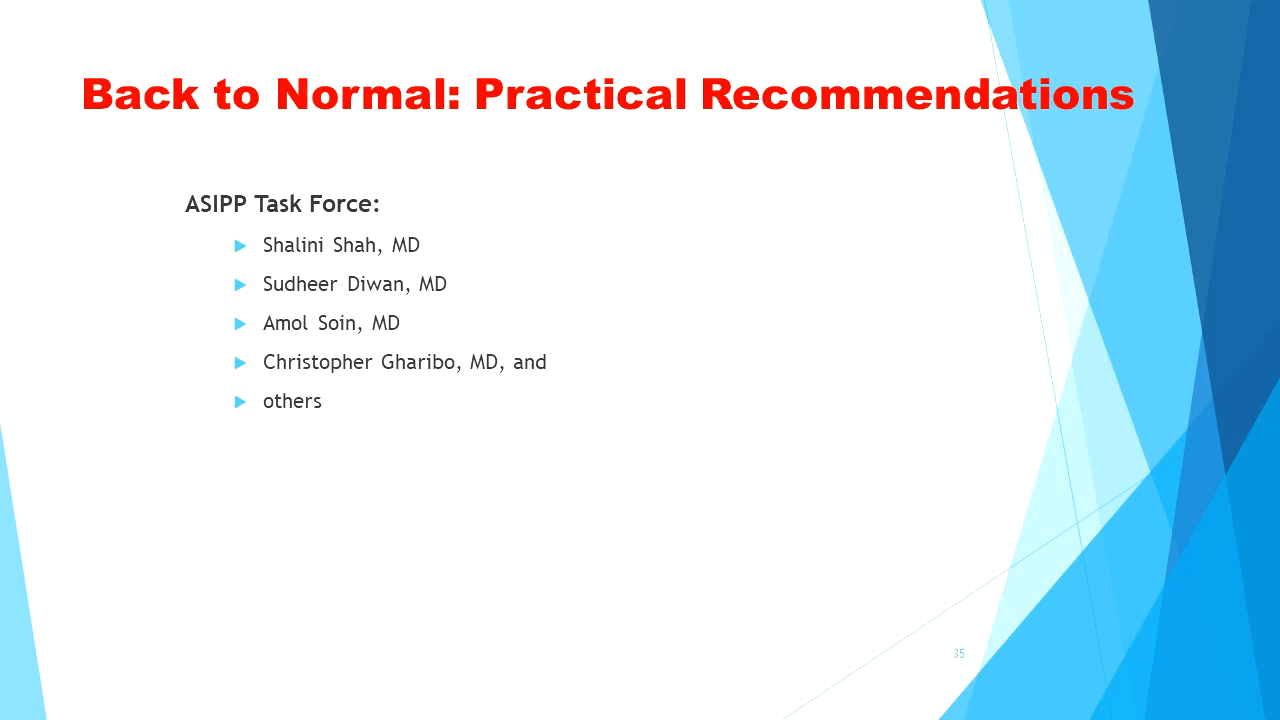 Back to Normal: Practical Recommendations
ASIPP Task Force:
Shalini Shah, MD
Sudheer Diwan, MD
Amol Soin, MD
Christopher Gharibo, MD, and
others
35